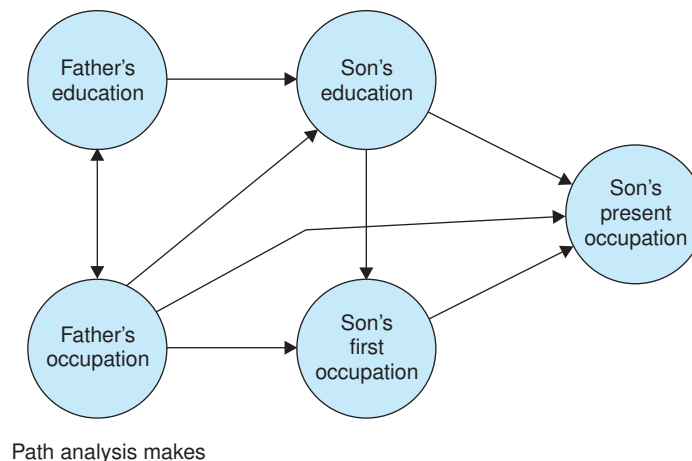 Father’s
education
Son’s
education
Son’s
present
occupation
Father’s
occupation
Son’s
first
occupation
Path analysis makes